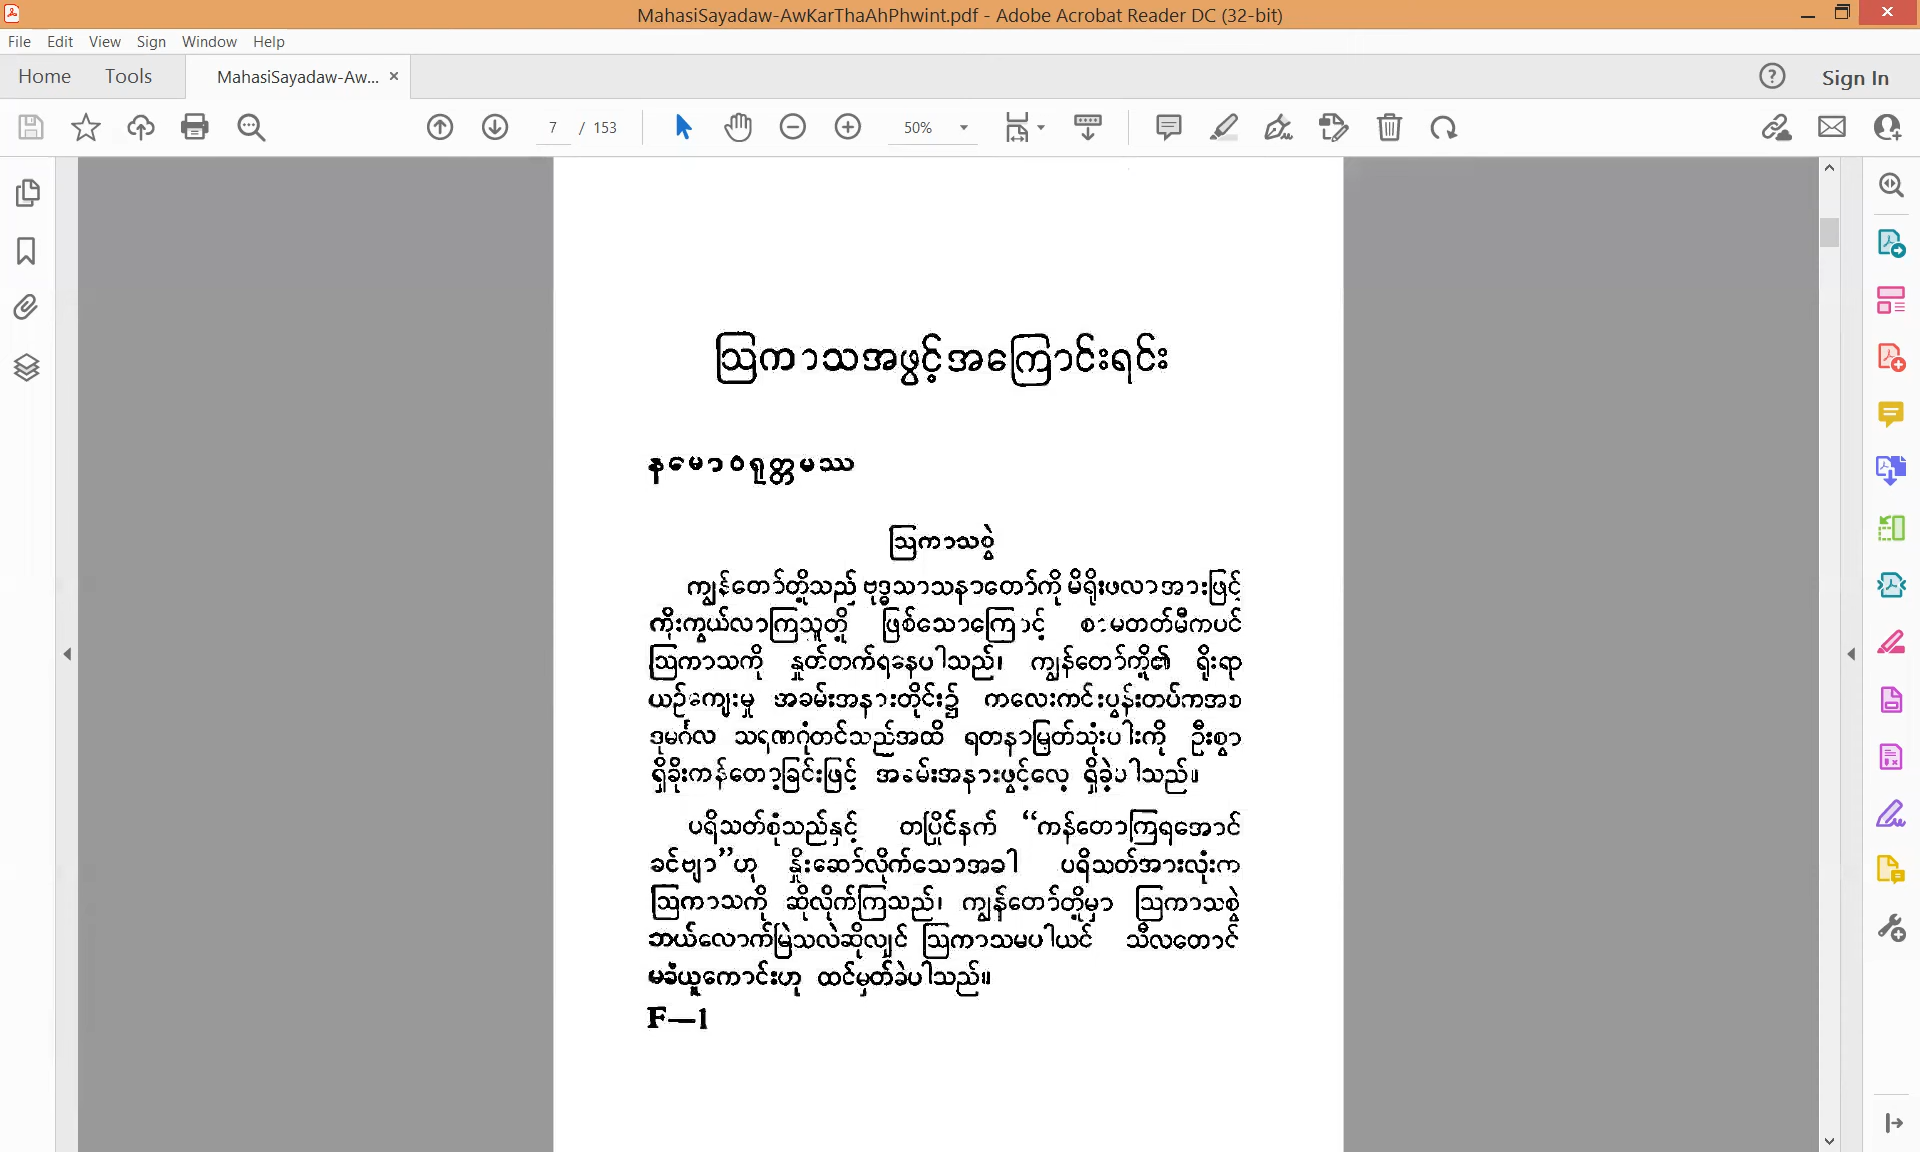 MahasiSayadaw-AwKarThaAhPhwint.pdf - Adobe Acrobat Reader DC (32-bit)
File Edit View Sign Window Help
Home Tools MahasiSayadaw-Aw... × Sign In
7 / 153 50%
ဩကာသအဖွင့်အကြောင်းရင်း
နမောဝရုတ္တမဿ
ဩကာသစွဲ
ကျွန်တော်တို့သည် ဗုဒ္ဓသာသနာတော်ကို မိရိုးဖလာအားဖြင့်
ကိုးကွယ်လာကြသူတို့ ဖြစ်သောကြောင့် စာမတတ်မီကပင်
ဩကာသကို နှုတ်တက်ရနေပါသည်၊ ကျွန်တော်တို့၏ ရိုးရာ
ယဉ်ကျေးမှု အခမ်းအနားတိုင်း၌ ကလေးကင်းပွန်းတပ်ကအစ
ဒုမင်္ဂလ သရဏဂုံတင်သည်အထိ ရတနာမြတ်သုံးပါးကို ဦးစွာ
ရှိခိုးကန်တော့ခြင်းဖြင့် အခမ်းအနားဖွင့်လေ့ ရှိခဲ့ပါသည်။
ပရိသတ်စုံသည်နှင့် တပြိုင်နက် “ကန်တောကြရအောင်
ခင်ဗျာ”ဟု နှိုးဆော်လိုက်သောအခါ ပရိသတ်အားလုံးက
ဩကာသကို ဆိုလိုက်ကြသည်၊ ကျွန်တော်တို့မှာ ဩကာသစွဲ
ဘယ်လောက်မြဲသလဲဆိုလျှင် ဩကာသမပါယင် သီလတောင်
မခံယူကောင်းဟု ထင်မှတ်ခဲပါသည်။
F—1